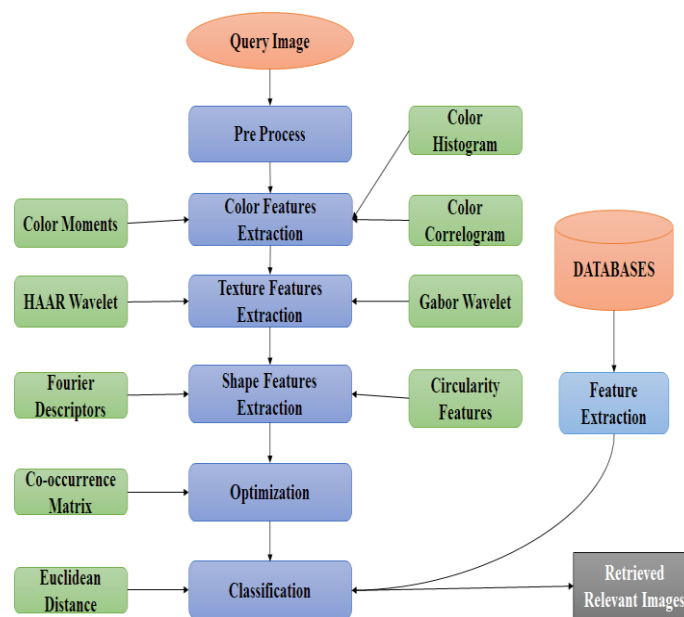 Query Image
Pre Process
Color
Histogram
Color Features
Extraction
Color Moments
Color
Correlogram
DATABASES
HAAR Wavelet
Texture Features
Extraction
Gabor Wavelet
Fourier
Descriptors
Shape Features
Extraction
Circularity
Features
Feature
Extraction
Co-occurrence
Matrix
Optimization
Euclidean
Distance
Classification
Retrieved
Relevant Images